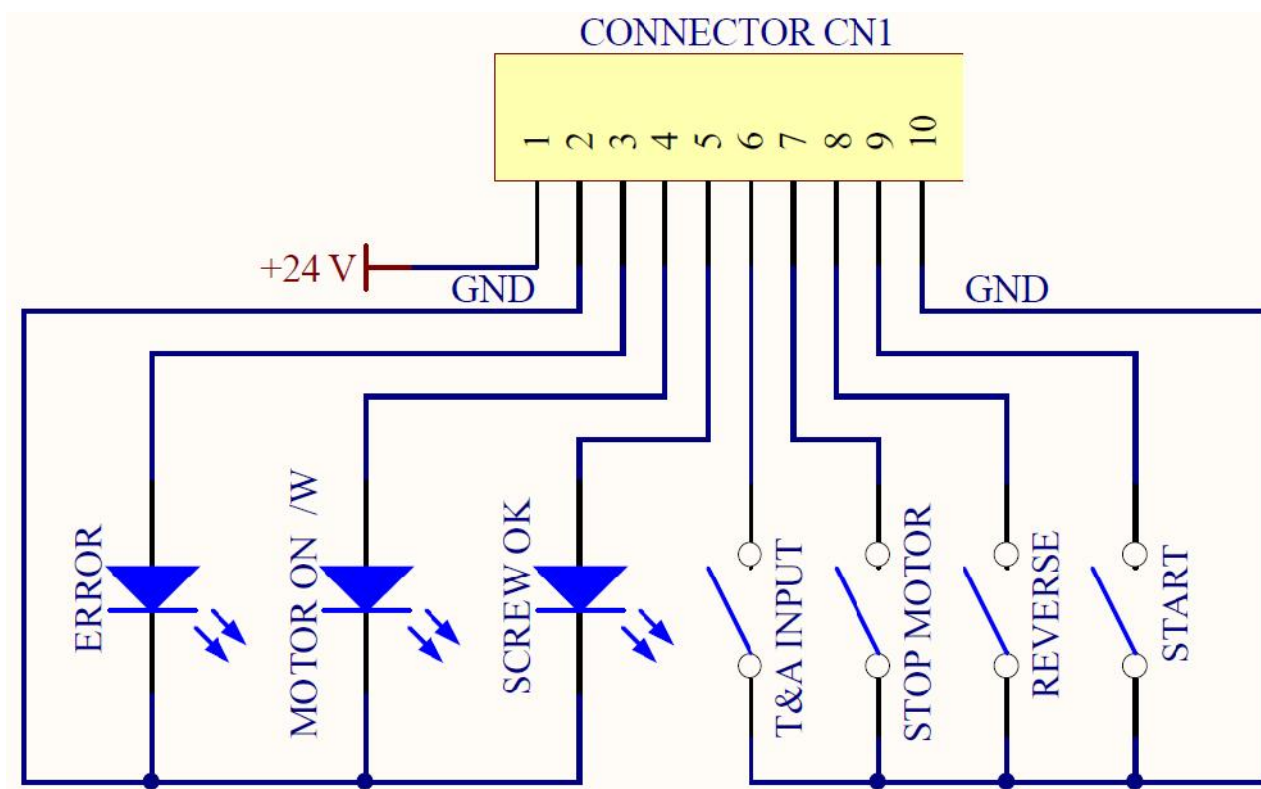 CONNECTOR CN1
1 2 3 4 5 6 7 8 9 10
+24 V
GND
GND
ERROR
MOTOR ON /W
SCREW OK
T&A INPUT
STOP MOTOR
REVERSE
START